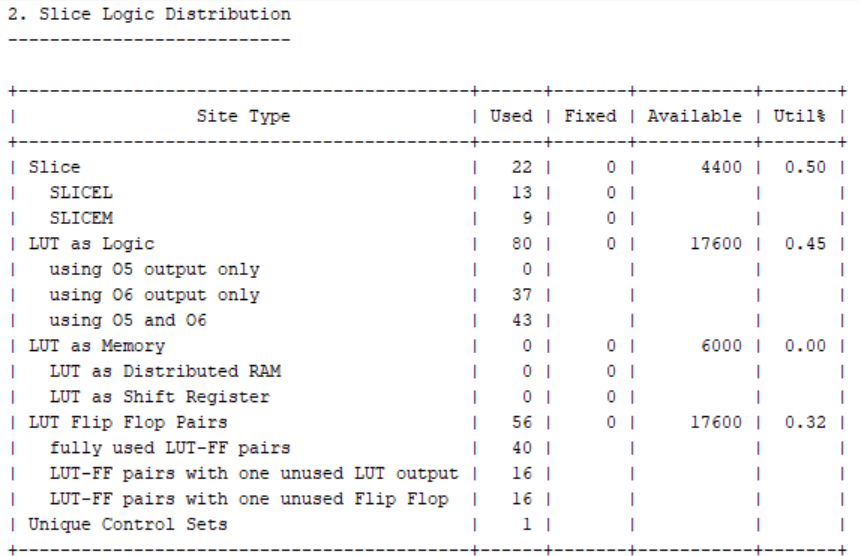 2. Slice Logic Distribution
---------------------------
+-------------------------------------------+------+-------+-----------+-------+
|                 Site Type                 | Used | Fixed | Available | Util% |
+-------------------------------------------+------+-------+-----------+-------+
| Slice                                     |   22 |     0 |      4400 |  0.50 |
|   SLICEL                                  |   13 |     0 |           |       |
|   SLICEM                                  |    9 |     0 |           |       |
| LUT as Logic                              |   80 |     0 |     17600 |  0.45 |
|   using O5 output only                    |    0 |       |           |       |
|   using O6 output only                    |   37 |       |           |       |
|   using O5 and O6                         |   43 |       |           |       |
| LUT as Memory                             |    0 |     0 |      6000 |  0.00 |
|   LUT as Distributed RAM                  |    0 |     0 |           |       |
|   LUT as Shift Register                   |    0 |     0 |           |       |
| LUT Flip Flop Pairs                       |   56 |     0 |     17600 |  0.32 |
|   fully used LUT-FF pairs                 |   40 |       |           |       |
|   LUT-FF pairs with one unused LUT output |   16 |       |           |       |
|   LUT-FF pairs with one unused Flip Flop  |   16 |       |           |       |
| Unique Control Sets                       |    1 |       |           |       |
+-------------------------------------------+------+-------+-----------+-------+